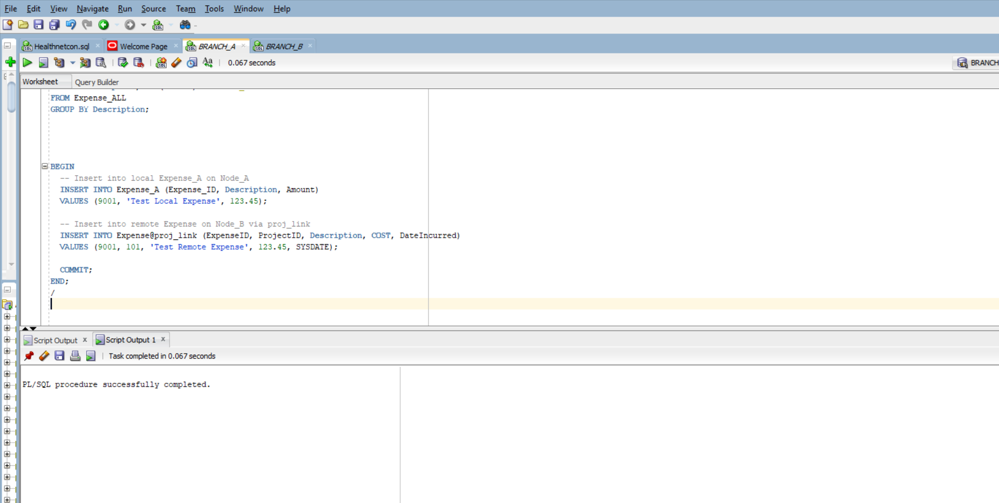 File Edit View Navigate Run Source Team Tools Window Help
Healthnetcon.sql Welcome Page BRANCH_A BRANCH_B
0.067 seconds BRANCH
Worksheet Query Builder
FROM Expense_ALL
GROUP BY Description;
BEGIN
-- Insert into local Expense_A on Node_A
INSERT INTO Expense_A (Expense_ID, Description, Amount)
VALUES (9001, 'Test Local Expense', 123.45);
-- Insert into remote Expense on Node_B via proj_link
INSERT INTO Expense@proj_link (ExpenseID, ProjectID, Description, COST, DateIncurred)
VALUES (9001, 101, 'Test Remote Expense', 123.45, SYSDATE);
COMMIT;
END;
/
Script Output x Script Output 1 x
Task completed in 0.067 seconds
PL/SQL procedure successfully completed.